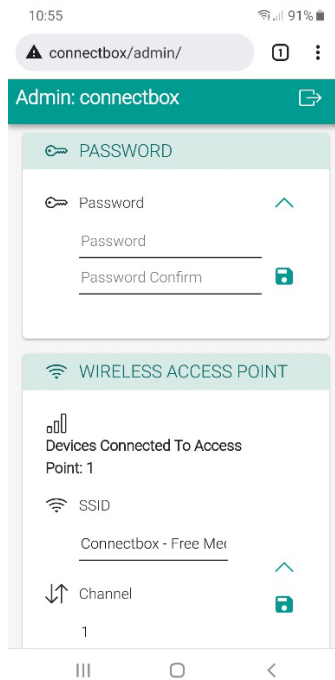 10:55
91%
connectbox/admin/
1
Admin: connectbox
PASSWORD
Password
Password
Password Confirm
WIRELESS ACCESS POINT
Devices Connected To Access
Point: 1
SSID
Connectbox - Free
Channel
1